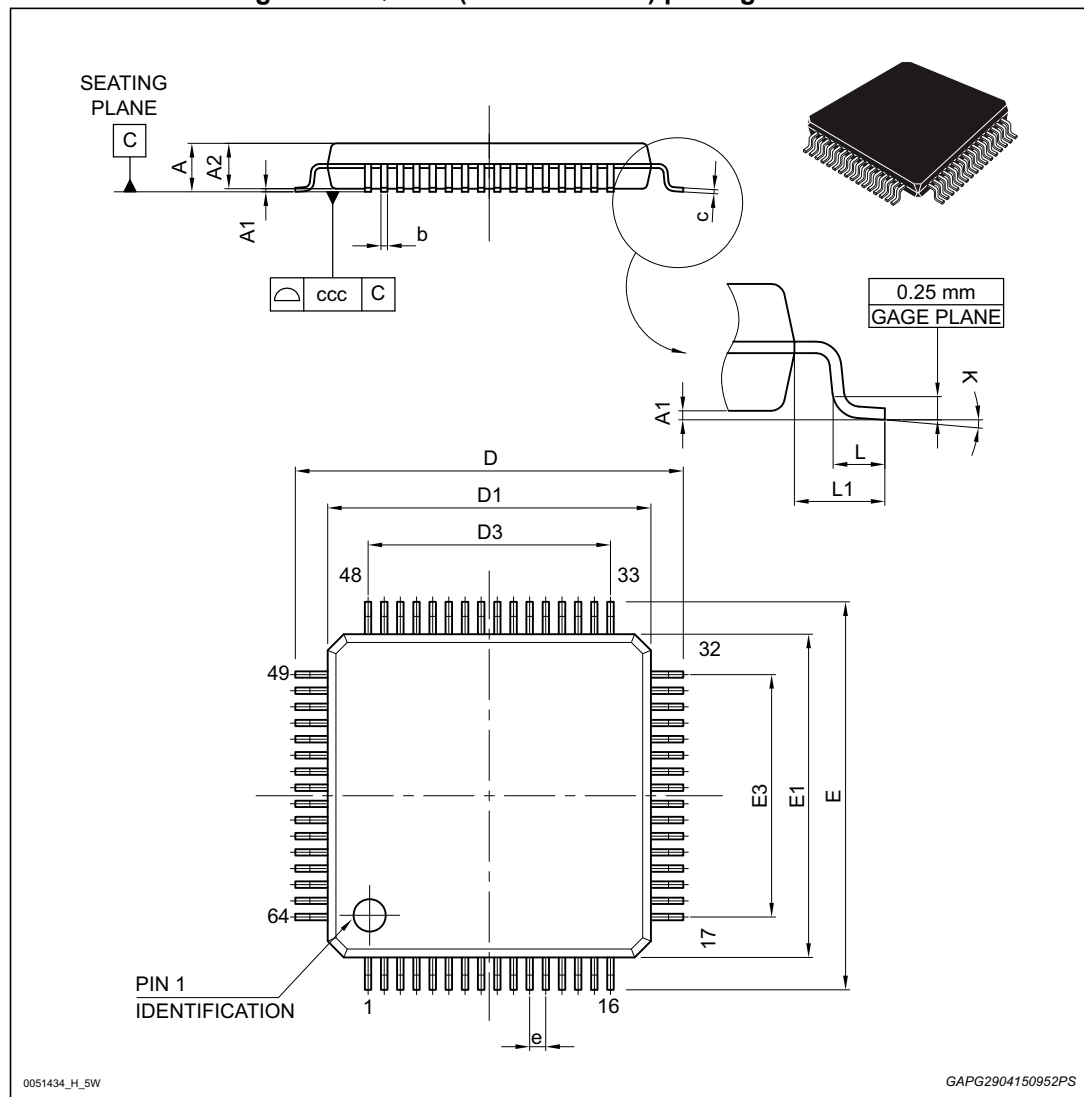 SEATING
PLANE
C
A
A2
A1
b
c
ccc C
0.25 mm
GAGE PLANE
K
A1
L
L1
D
D1
D3
48
33
32
49
E3
E1
E
64
17
PIN 1
IDENTIFICATION
1
16
e
0051434_H_5W
GAPG2904150952PS